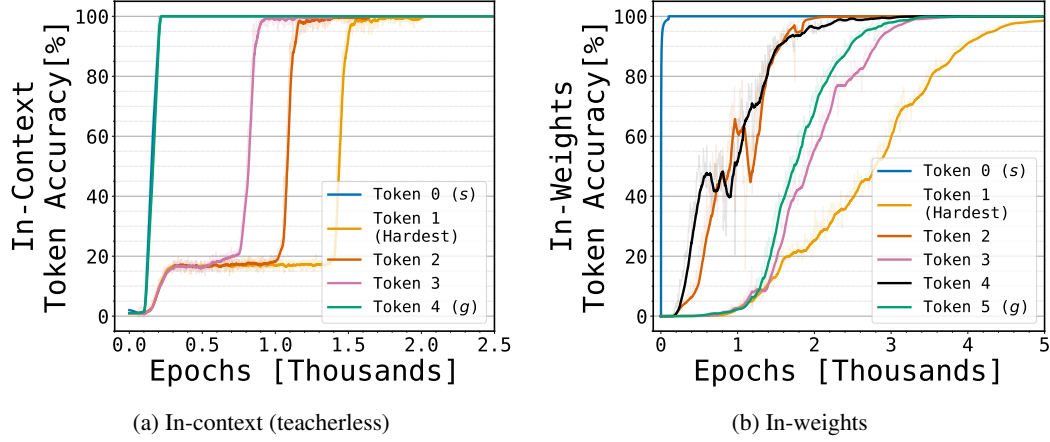 In-Context
Token Accuracy[%]
100
80
60
40
20
0
Token 0 (s)
Token 1
(Hardest)
Token 2
Token 3
Token 4 (g)
0.0 0.5 1.0 1.5 2.0 2.5
Epochs [Thousands]
(a) In-context (teacherless)
In-Weights
Token Accuracy[%]
100
80
60
40
20
0
Token 0 (s)
Token 1
(Hardest)
Token 2
Token 3
Token 4
Token 5 (g)
0 1 2 3 4 5
Epochs [Thousands]
(b) In-weights